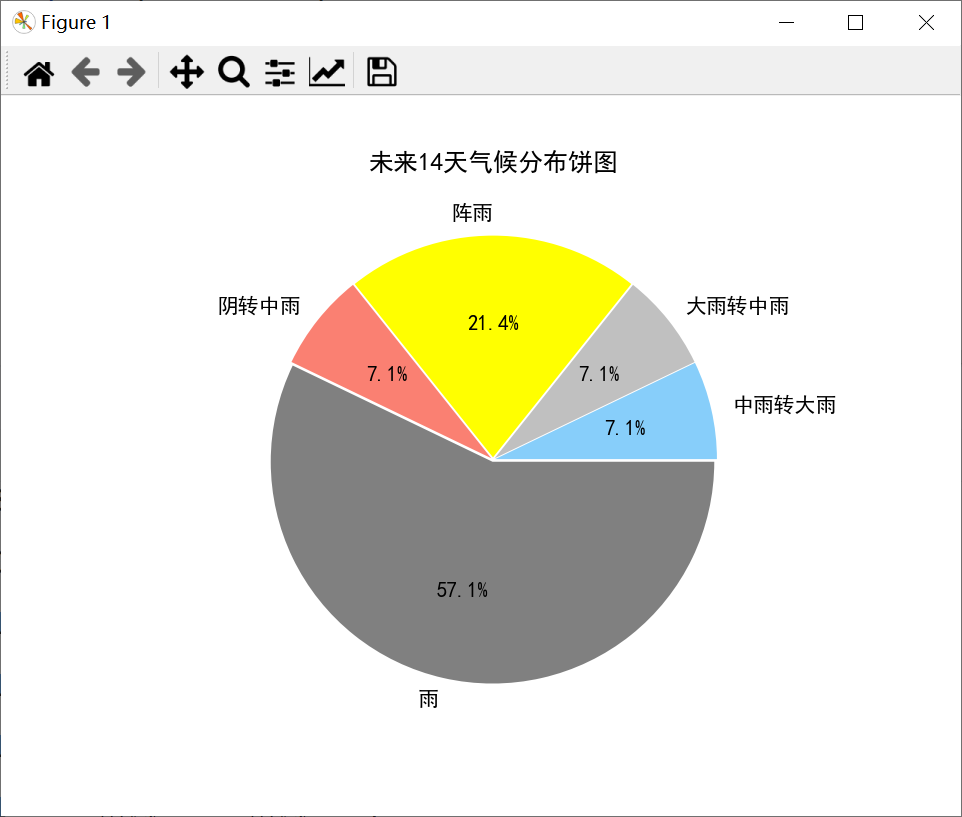 Figure 1
未来14天气候分布饼图
阵雨
阴转中雨
大雨转中雨
21.4%
7.1%
7.1%
中雨转大雨
7.1%
57.1%
雨